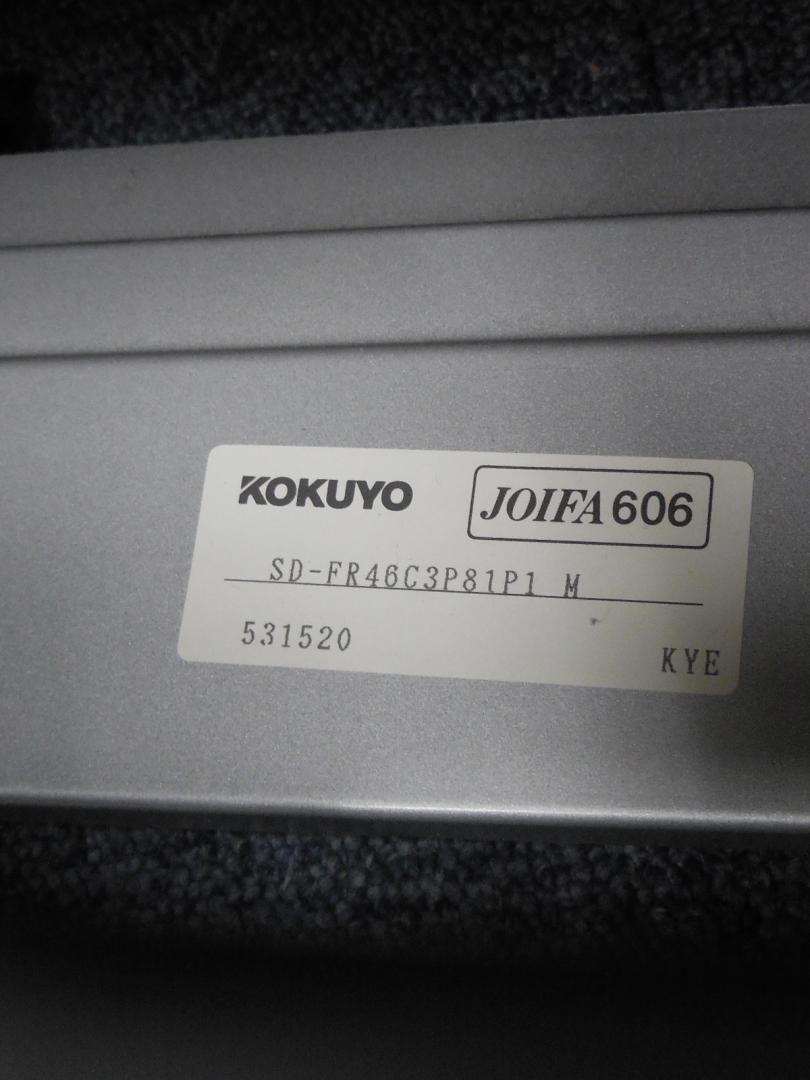 KOKUYO JOIFA 606
SD-FR46C3P81P1 M
531520 KYE